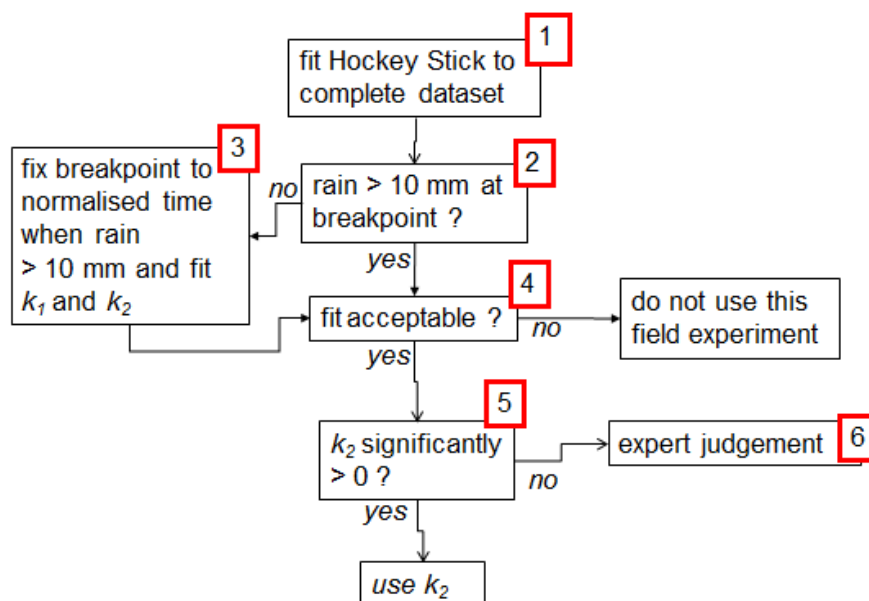 1
fit Hockey Stick to
complete dataset
3
fix breakpoint to
normalised time
when rain
> 10 mm and fit
k1 and k2
no
2
rain > 10 mm at
breakpoint ?
yes
4
fit acceptable ?
no
do not use this
field experiment
yes
5
k2 significantly
> 0 ?
no
expert judgement
6
yes
use k2